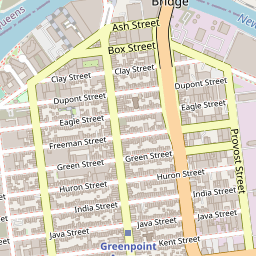 Bridge
Ash Street
Box Street
Clay Street
Clay Street
Dupont Street
Dupont Street
Eagle Street
Eagle Street
Freeman Street
Provost Street
Green Street
Green Street
Huron Street
Huron Street
India Street
India Street
Java Street
Java Street
Greenpoint
Kent Street
Queens